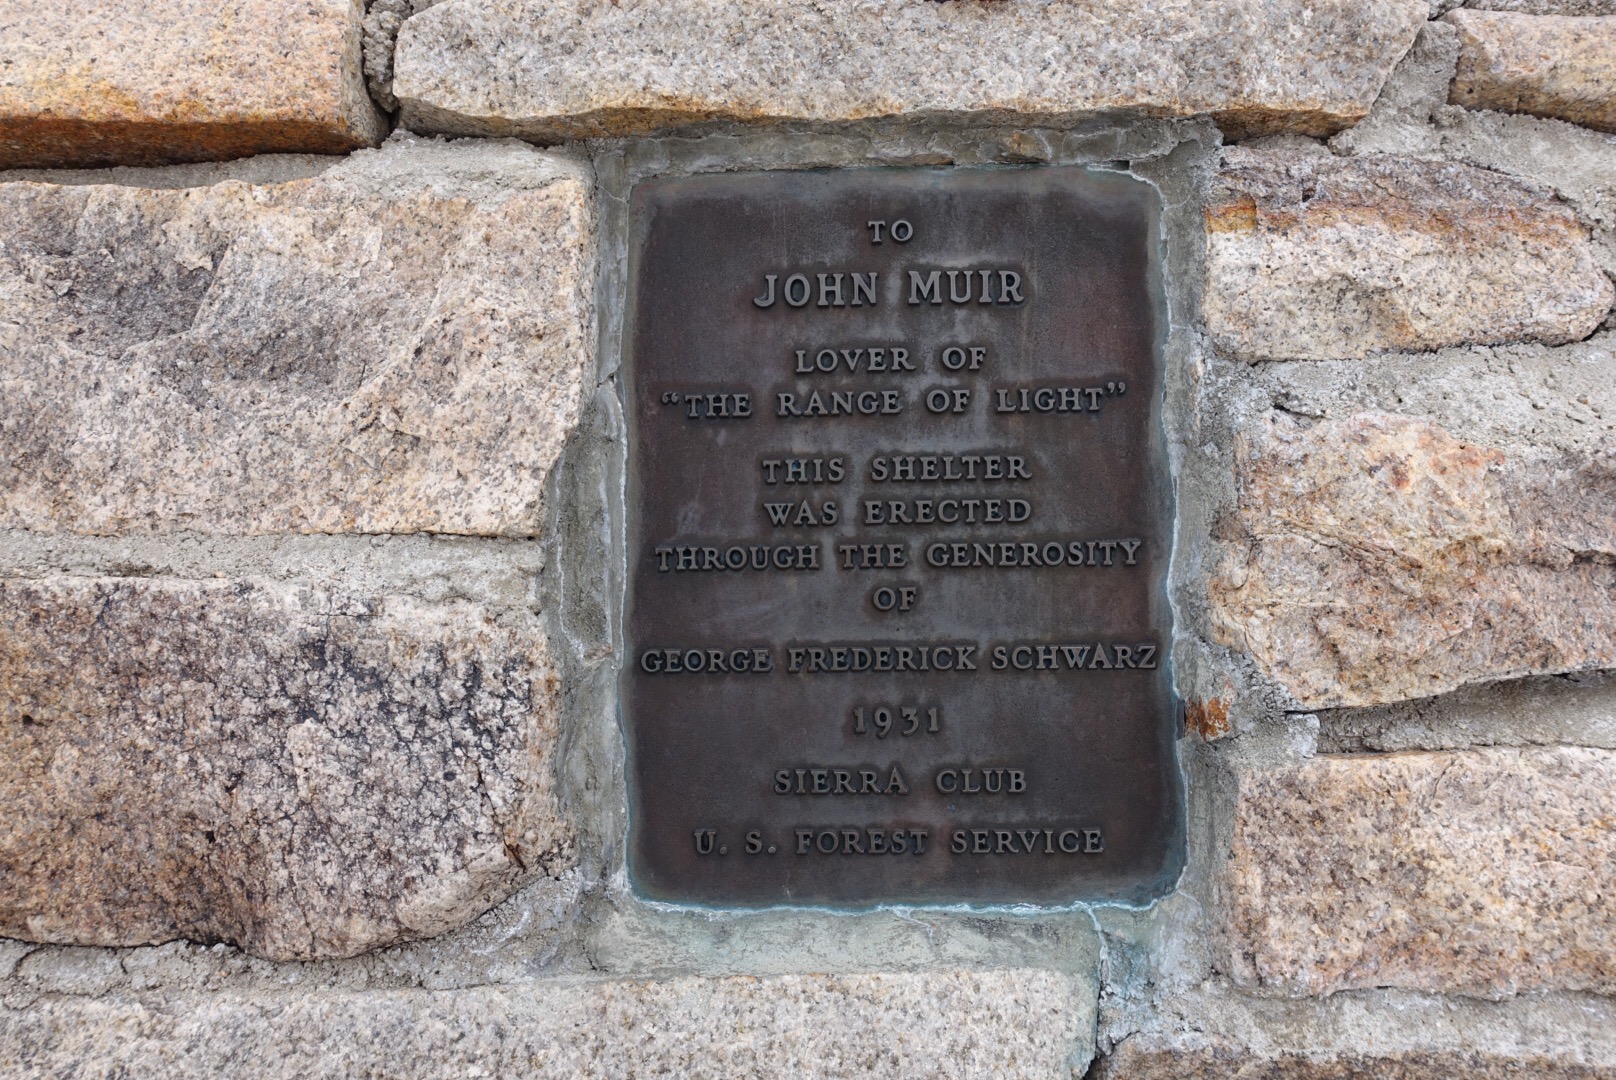 TO
JOHN MUIR
LOVER OF
“THE RANGE OF LIGHT”
THIS SHELTER
WAS ERECTED
THROUGH THE GENEROSITY
OF
GEORGE FREDERICK SCHWARZ
1931
SIERRA CLUB
U. S. FOREST SERVICE